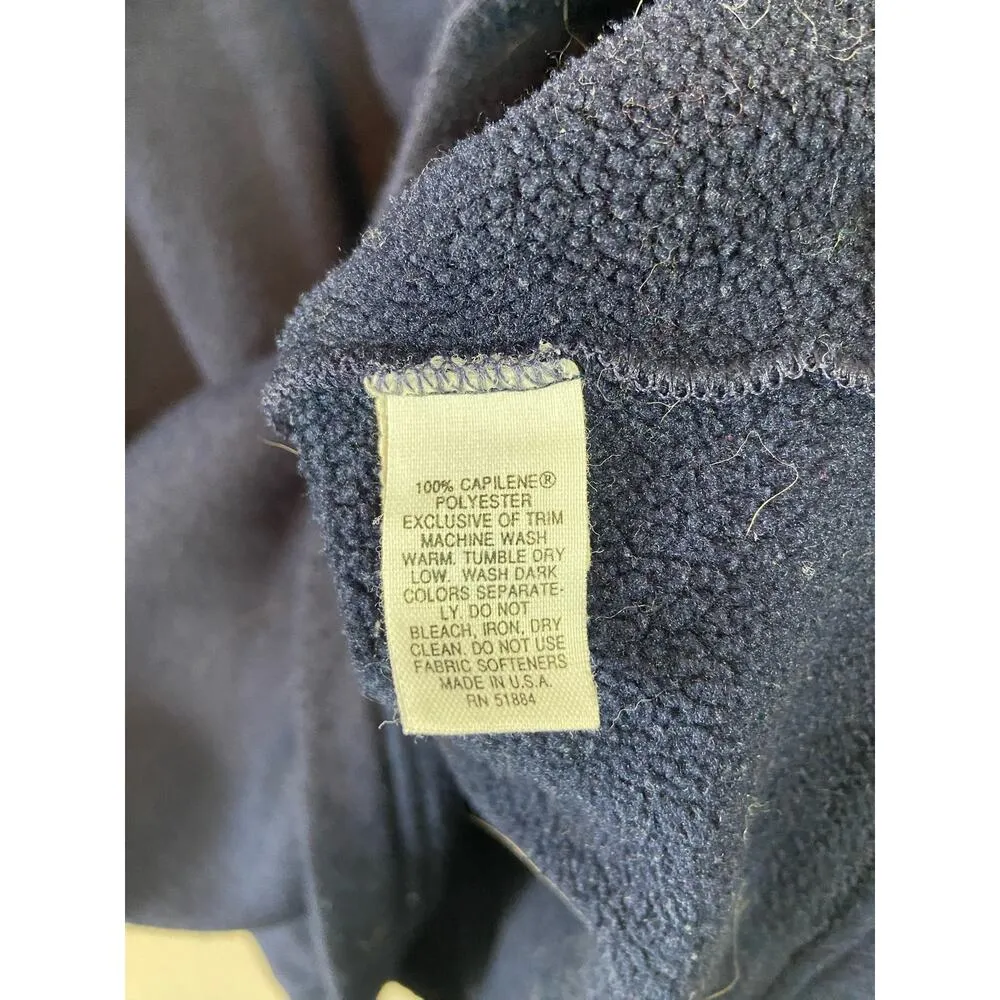 100% CAPILENE®
POLYESTER
EXCLUSIVE OF TRIM
MACHINE WASH
WARM. TUMBLE DRY
LOW. WASH DARK
COLORS SEPARATE-
LY. DO NOT
BLEACH, IRON, DRY
CLEAN. DO NOT USE
FABRIC SOFTENERS
MADE IN U.S.A.
RN 51884